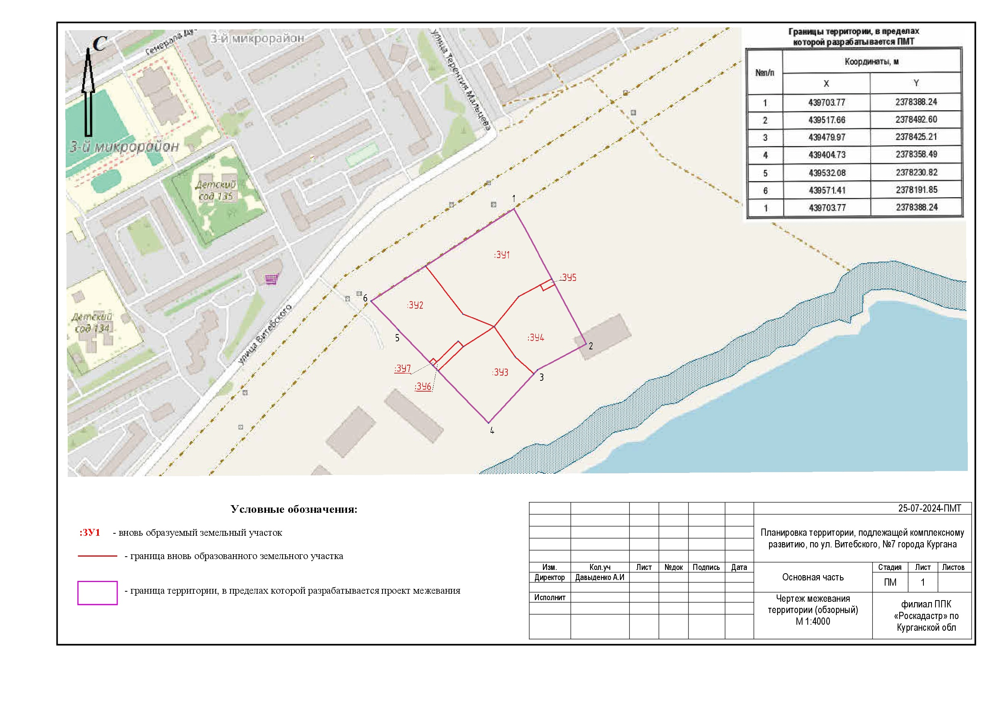 С
Генерала
3-й микрорайон
улица Терентия Мальцева
3-й микрорайон
Детский
сад 135
Детский
сад 134
улица Витебского
Границы территории, в пределах
которой разрабатывается ПМТ
№п/п Координаты, м
X Y
1 439703.77 2378388.24
2 439517.66 2378492.60
3 439479.97 2378425.21
4 439404.73 2378358.49
5 439532.08 2378230.82
6 439571.41 2378191.85
1 439703.77 2378388.24
1
:ЗУ1
:ЗУ5
6
:ЗУ2
5
:ЗУ4
2
:ЗУ7
:ЗУ3
3
:ЗУ6
4
Условные обозначения:
:ЗУ1 - вновь образуемый земельный участок
- граница вновь образованного земельного участка
- граница территории, в пределах которой разрабатывается проект межевания
25-07-2024-ПМТ
Планировка территории, подлежащей комплексному
развитию, по ул. Витебского, №7 города Кургана
Изм. Кол.уч Лист №док Подпись Дата
Директор Давыденко А.И
Исполнит
Основная часть
Стадия Лист Листов
ПМ 1
Чертеж межевания
территории (обзорный)
М 1:4000
филиал ППК
«Роскадастр» по
Курганской обл